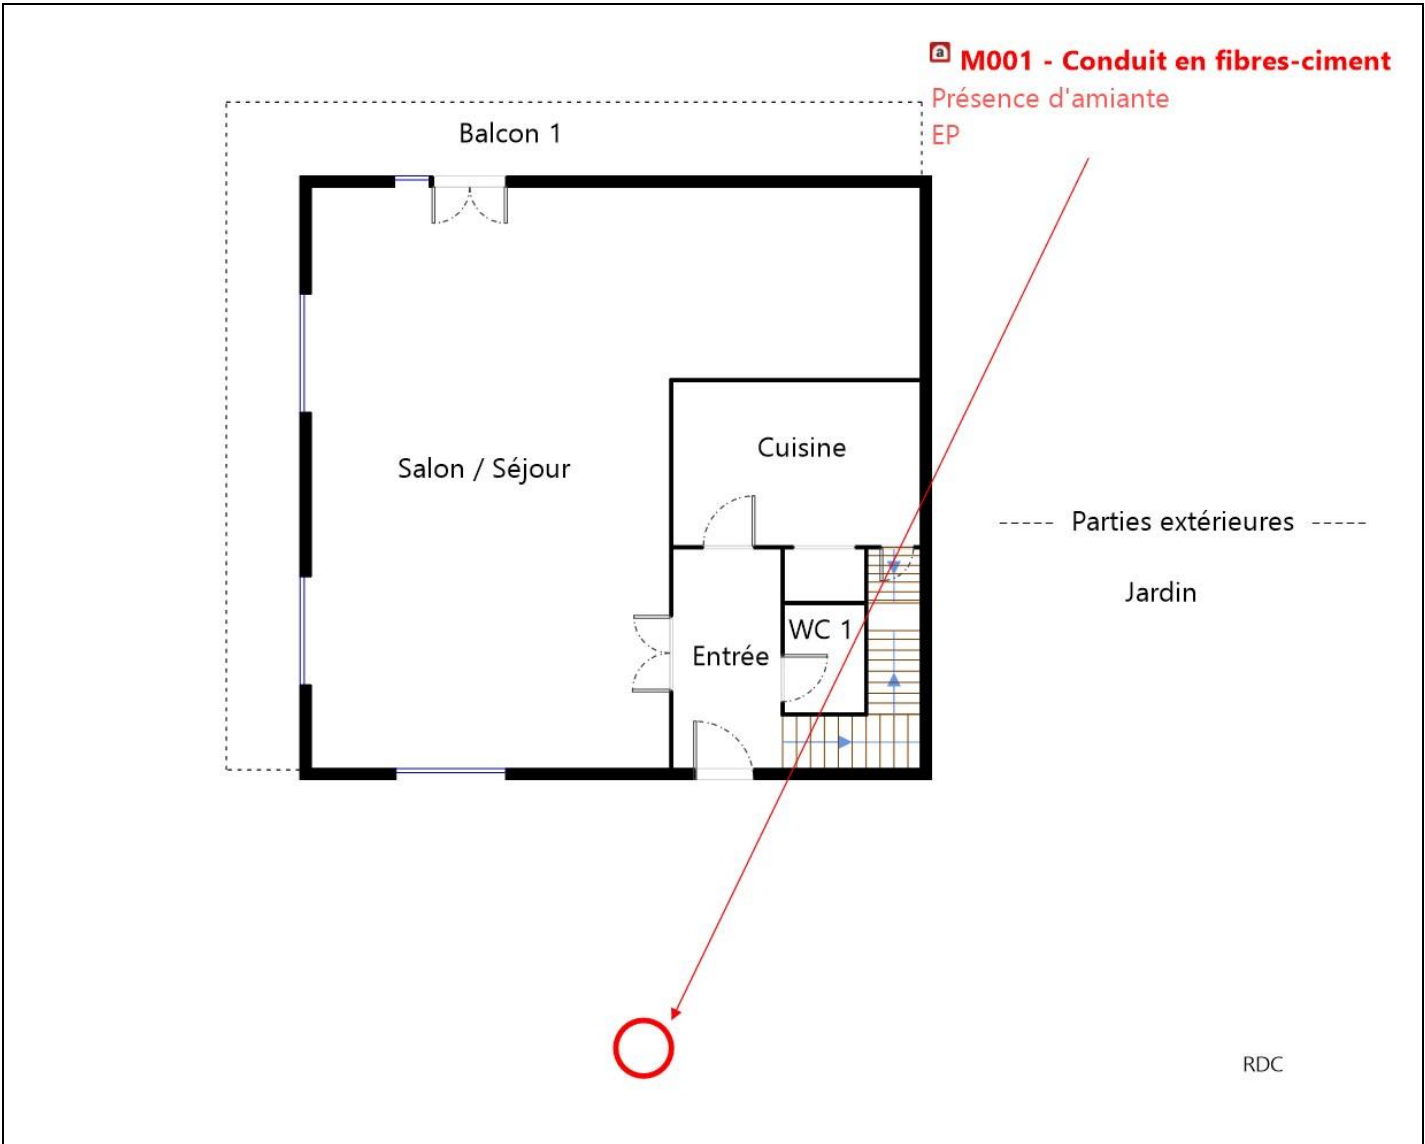 a M001 - Conduit en fibres-ciment
Présence d'amiante
EP
Balcon 1
Cuisine
Salon / Séjour
----- Parties extérieures -----
Jardin
WC 1
Entrée
RDC